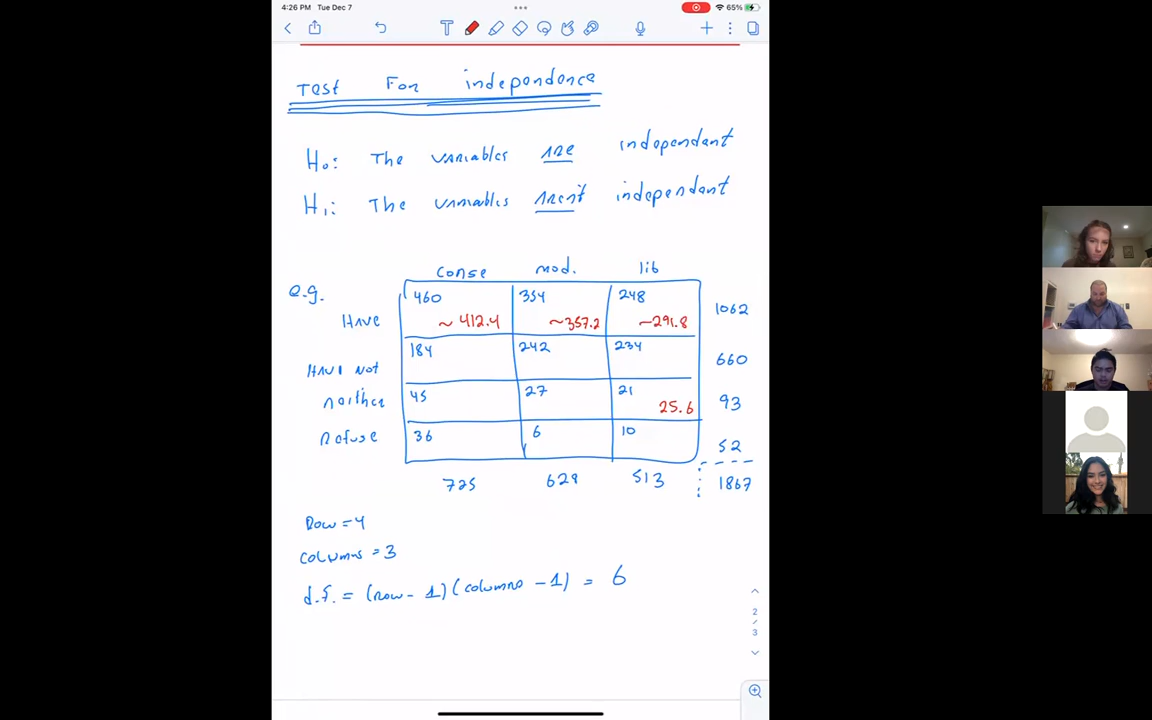 4:26 PM Tue Dec 7
65%
Test For independence
H₀: The variables are independant
H₁: The variables aren't independant
conse mod. lib
e.g.
460 354 248
Have ~412.4 ~357.2 ~291.8 1062
184 242 234
Have not 660
neither 45 27 21 93
25.6
Refuse 36 6 10 52
725 629 513 1867
Row = 4
columns = 3
d.f. = (row - 1)(columns - 1) = 6
2
/
3